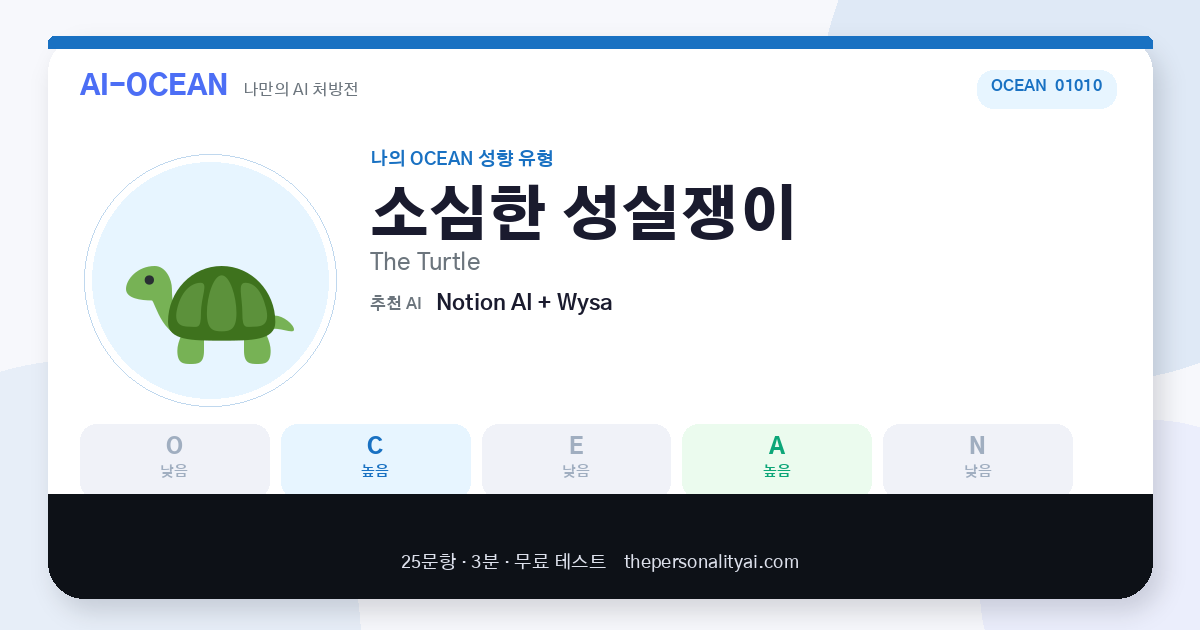 AI-OCEAN 나만의 AI 처방전
OCEAN 01010
나의 OCEAN 성향 유형
소심한 성실쟁이
The Turtle
추천 AI Notion AI + Wysa
O C E A N
낮음 높음 낮음 높음 낮음
25문항 · 3분 · 무료 테스트 thepersonalityai.com